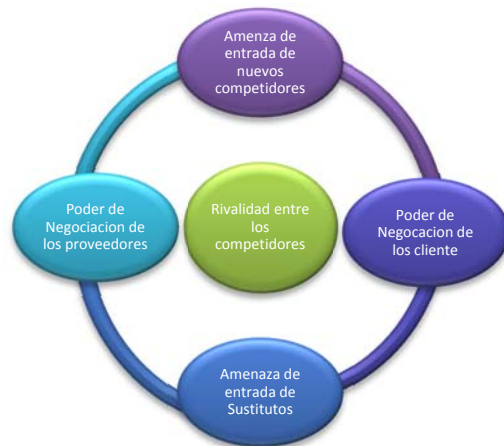 Amenza de
entrada de
nuevos
competidores
Poder de
Negociacion de
los proveedores
Rivalidad entre
los
competidores
Poder de
Negocacion de
los cliente
Amenaza de
entrada de
Sustitutos